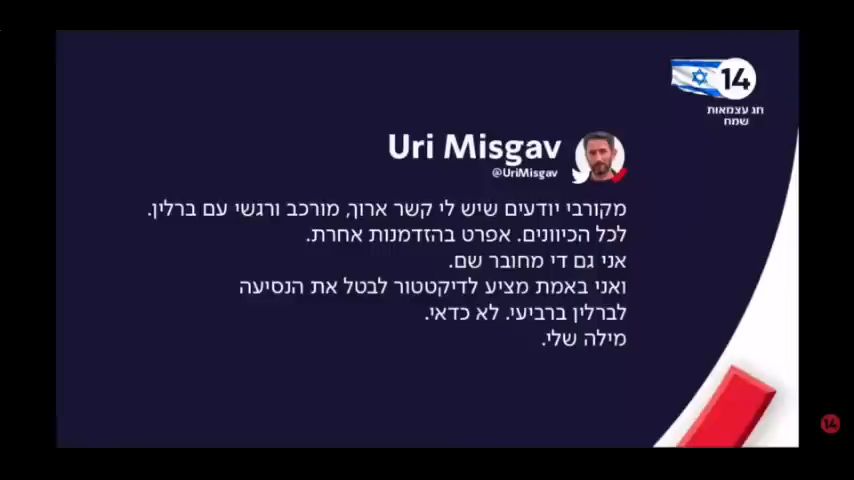 14
חג עצמאות
שמח
Uri Misgav
@UriMisgav
מקורבי יודעים שיש לי קשר ארוך, מורכב ורגשי עם ברלין.
לכל הכיוונים. אפרט בהזדמנות אחרת.
אני גם די מחובר שם.
ואני באמת מציע לדיקטטור לבטל את הנסיעה
לברלין ברביעי. לא כדאי.
מילה שלי.
14